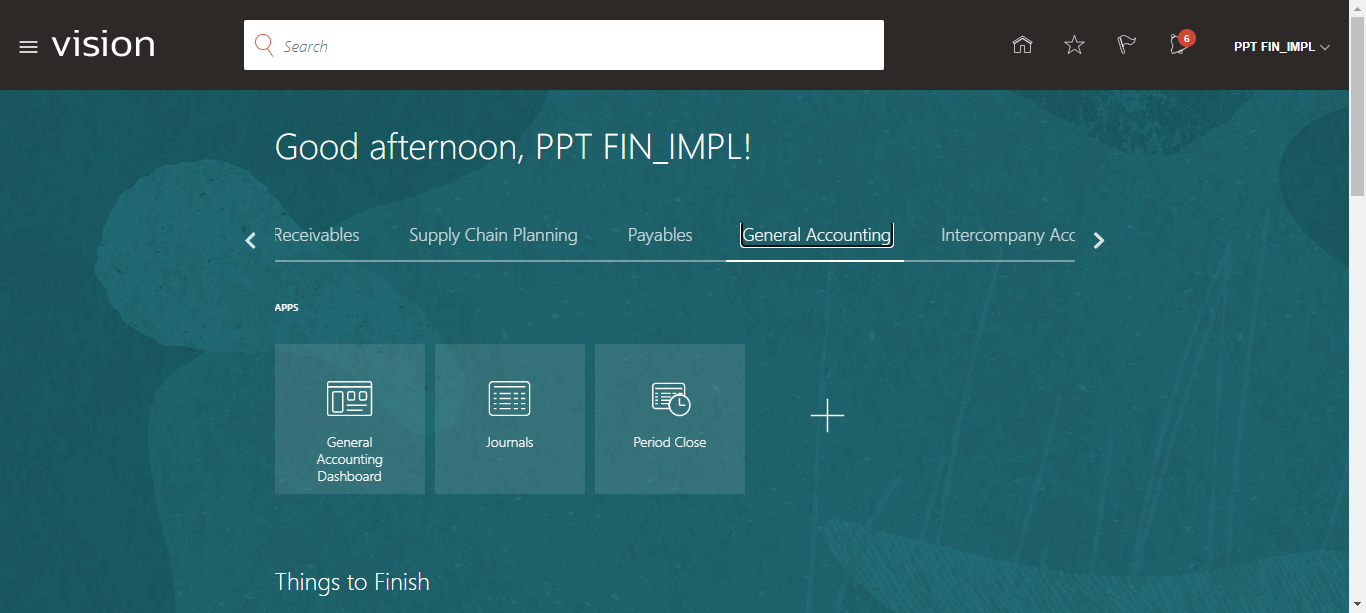 vision
Search
6
PPT FIN_IMPL
Good afternoon, PPT FIN_IMPL!
Receivables
Supply Chain Planning
Payables
General Accounting
Intercompany Acc
APPS
General
Accounting
Dashboard
Journals
Period Close
Things to Finish